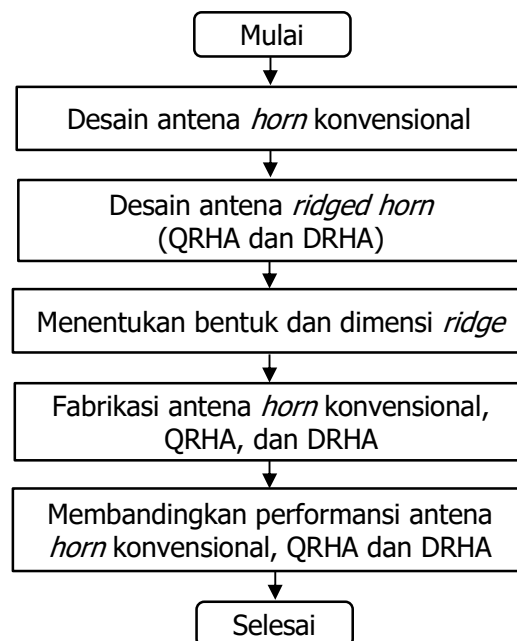 Mulai
Desain antena horn konvensional
Desain antena ridged horn
(QRHA dan DRHA)
Menentukan bentuk dan dimensi ridge
Fabrikasi antena horn konvensional,
QRHA, dan DRHA
Membandingkan performansi antena
horn konvensional, QRHA dan DRHA
Selesai